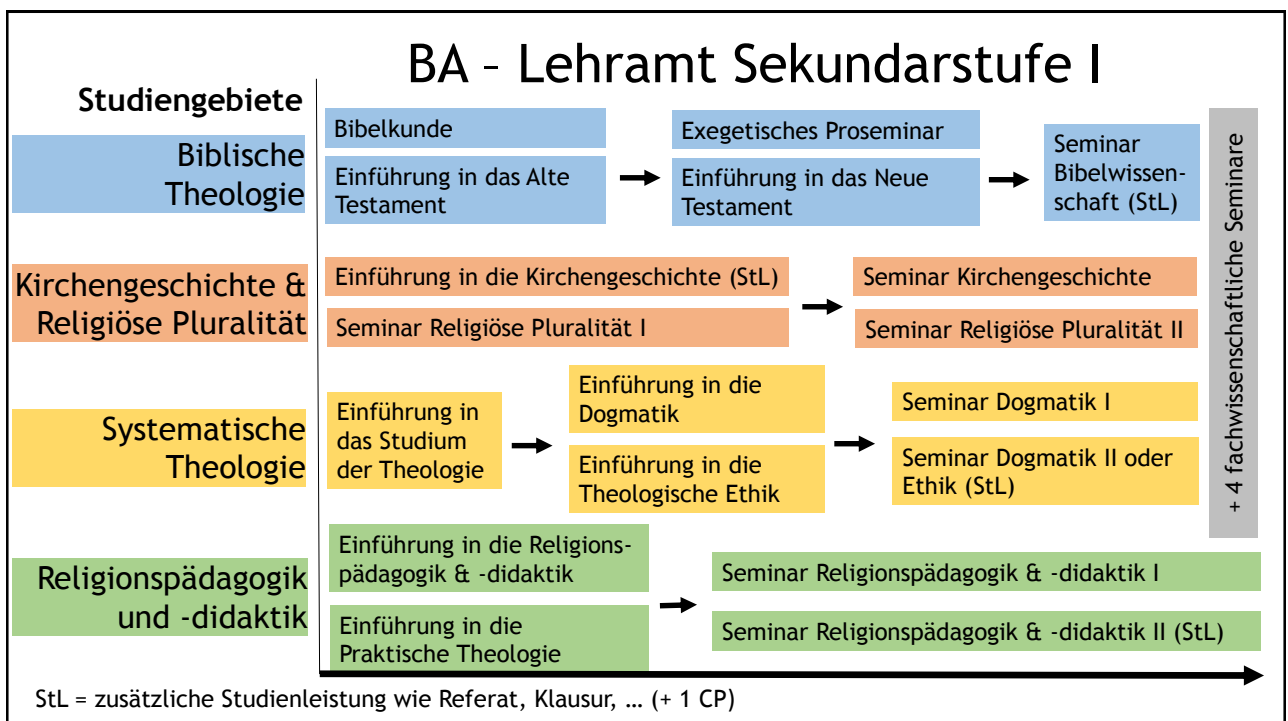 BA – Lehramt Sekundarstufe I
Studiengebiete
Biblische
Theologie
Bibelkunde
Einführung in das Alte
Testament
Exegetisches Proseminar
Einführung in das Neue
Testament
Seminar
Bibelwissen-
schaft (StL)
Kirchengeschichte &
Religiöse Pluralität
Einführung in die Kirchengeschichte (StL)
Seminar Religiöse Pluralität I
Seminar Kirchengeschichte
Seminar Religiöse Pluralität II
Systematische
Theologie
Einführung in
das Studium
der Theologie
Einführung in die
Dogmatik
Einführung in die
Theologische Ethik
Seminar Dogmatik I
Seminar Dogmatik II oder
Ethik (StL)
+ 4 fachwissenschaftliche Seminare
Religionspädagogik
und -didaktik
Einführung in die Religions-
pädagogik & -didaktik
Einführung in die
Praktische Theologie
Seminar Religionspädagogik & -didaktik I
Seminar Religionspädagogik & -didaktik II (StL)
StL = zusätzliche Studienleistung wie Referat, Klausur, … (+ 1 CP)